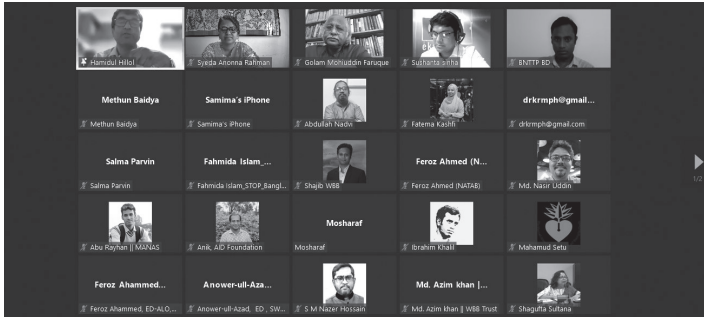 Hamidul Hillol
Syeda Anonna Rahman
Golam Mohiuddin Faruque
Sushanta sinha
BNTTP BD
Methun Baidya
Samima's iPhone
drkrmph@gmail...
Methun Baidya
Samima's iPhone
Abdullah Nadvi
Fatema Kashfi
drkrmph@gmail.com
Salma Parvin
Fahmida Islam_...
Feroz Ahmed (N...
Salma Parvin
Fahmida Islam_STOP_Bangl...
Shajib WBB
Feroz Ahmed (NATAB)
Md. Nasir Uddin
1/2
Mosharaf
Abu Rayhan || MANAS
Anik, AID Foundation
Mosharaf
Ibrahim Khalil
Mahamud Setu
Feroz Ahammed...
Anower-ull-Aza...
Md. Azim khan |...
Feroz Ahammed, ED-ALO,...
Anower-ull-Azad, ED , SW...
S M Nazer Hossain
Md. Azim khan || WBB Trust
Shagufta Sultana